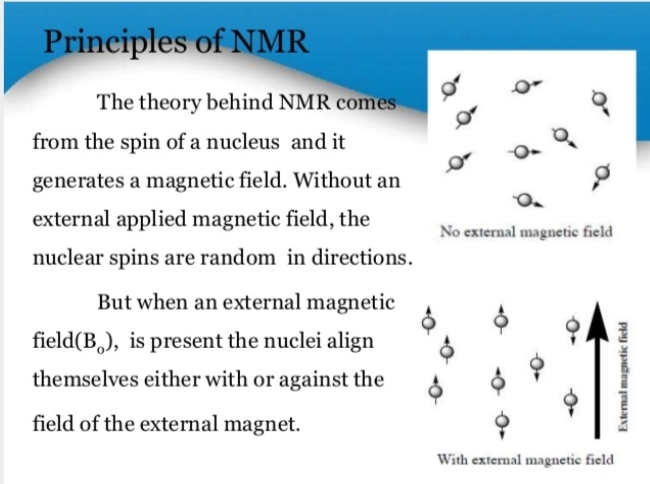 Principles of NMR
The theory behind NMR comes
from the spin of a nucleus and it
generates a magnetic field. Without an
external applied magnetic field, the
nuclear spins are random in directions.
But when an external magnetic
field(Bₒ), is present the nuclei align
themselves either with or against the
field of the external magnet.
No external magnetic field
External magnetic field
With external magnetic field